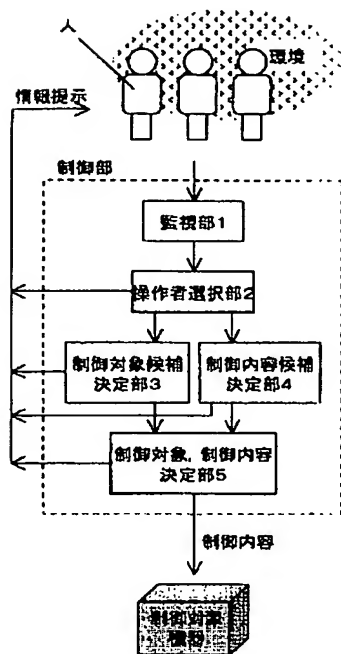 人
環境
情報提示
制御部
監視部1
操作者選択部2
制御対象候補
決定部3
制御内容候補
決定部4
制御対象,制御内容
決定部5
制御内容
制御対象
機器